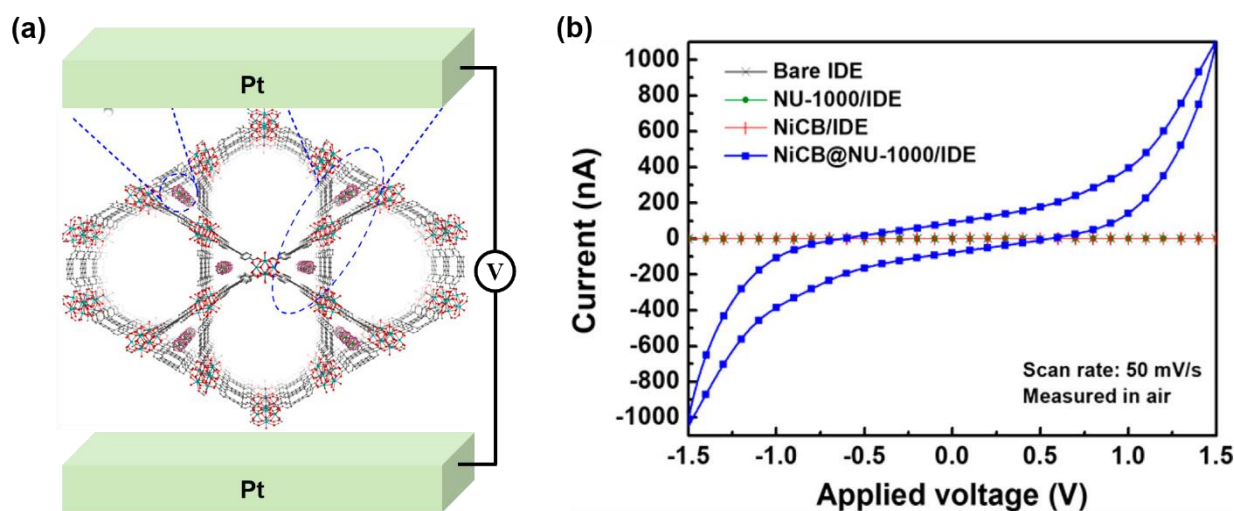 (a)
Pt
V
Pt
(b)
Current (nA)
1000
800
600
400
200
0
-200
-400
-600
-800
-1000
Bare IDE
NU-1000/IDE
NiCB/IDE
NiCB@NU-1000/IDE
Scan rate: 50 mV/s
Measured in air
-1.5 -1.0 -0.5 0.0 0.5 1.0 1.5
Applied voltage (V)